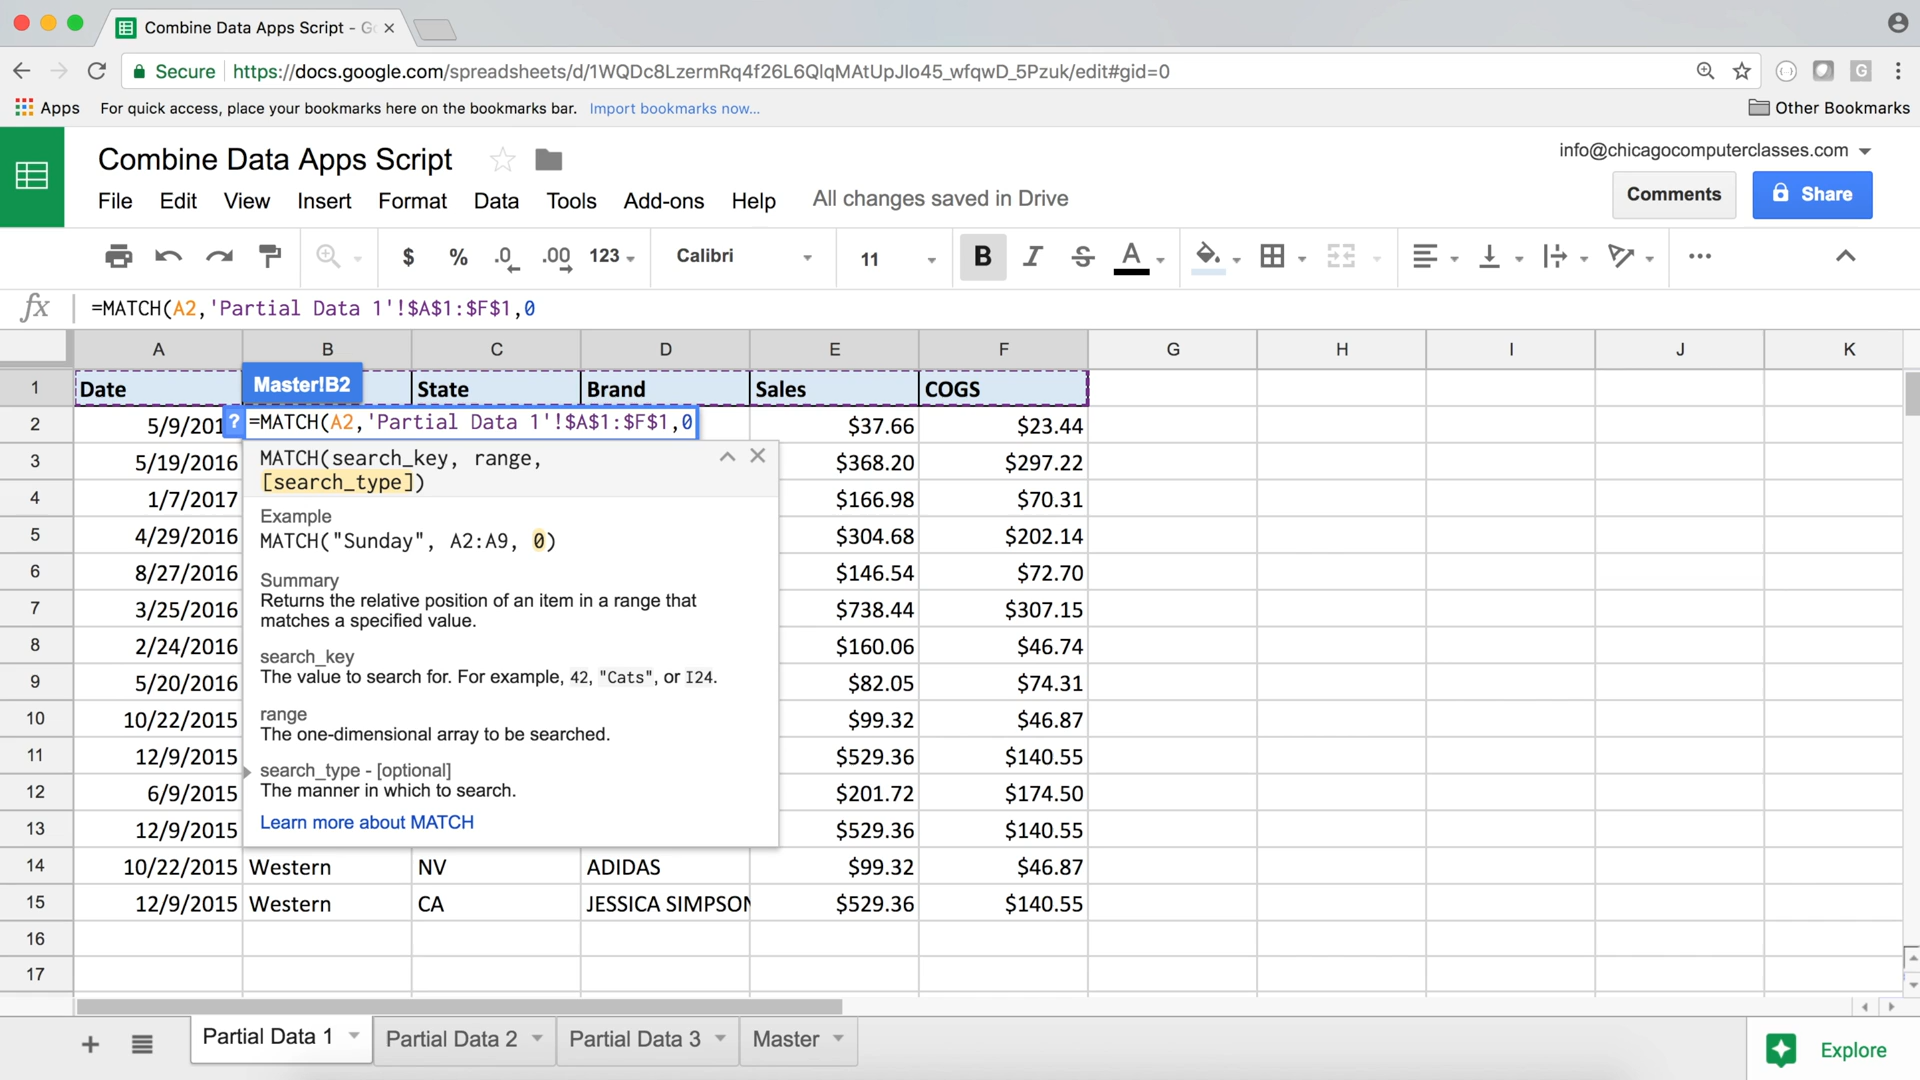 Combine Data Apps Script - G
Secure https://docs.google.com/spreadsheets/d/1WQDc8LzermRq4f26L6QlqMAtUpJIo45_wfqwD_5Pzuk/edit#gid=0
Apps For quick access, place your bookmarks here on the bookmarks bar. Import bookmarks now... Other Bookmarks
Combine Data Apps Script info@chicagocomputerclasses.com
File Edit View Insert Format Data Tools Add-ons Help All changes saved in Drive Comments Share
$ % .0 .00 123 Calibri 11 B I S A
fx =MATCH(A2,'Partial Data 1'!$A$1:$F$1,0
A B C D E F G H I J K
1 Date Master!B2 State Brand Sales COGS
2 5/9/201 ? =MATCH(A2,'Partial Data 1'!$A$1:$F$1,0 $37.66 $23.44
MATCH(search_key, range,
3 5/19/2016 $368.20 $297.22
[search_type])
4 1/7/2017 $166.98 $70.31
Example
5 4/29/2016 MATCH("Sunday", A2:A9, 0) $304.68 $202.14
6 8/27/2016 Summary $146.54 $72.70
Returns the relative position of an item in a range that
7 3/25/2016 matches a specified value. $738.44 $307.15
8 2/24/2016 search_key $160.06 $46.74
9 5/20/2016 The value to search for. For example, 42, "Cats", or I24. $82.05 $74.31
10 10/22/2015 range $99.32 $46.87
The one-dimensional array to be searched.
11 12/9/2015 search_type - [optional] $529.36 $140.55
12 6/9/2015 The manner in which to search. $201.72 $174.50
13 12/9/2015 Learn more about MATCH $529.36 $140.55
14 10/22/2015 Western NV ADIDAS $99.32 $46.87
15 12/9/2015 Western CA JESSICA SIMPSON $529.36 $140.55
16
17
Partial Data 1 Partial Data 2 Partial Data 3 Master Explore